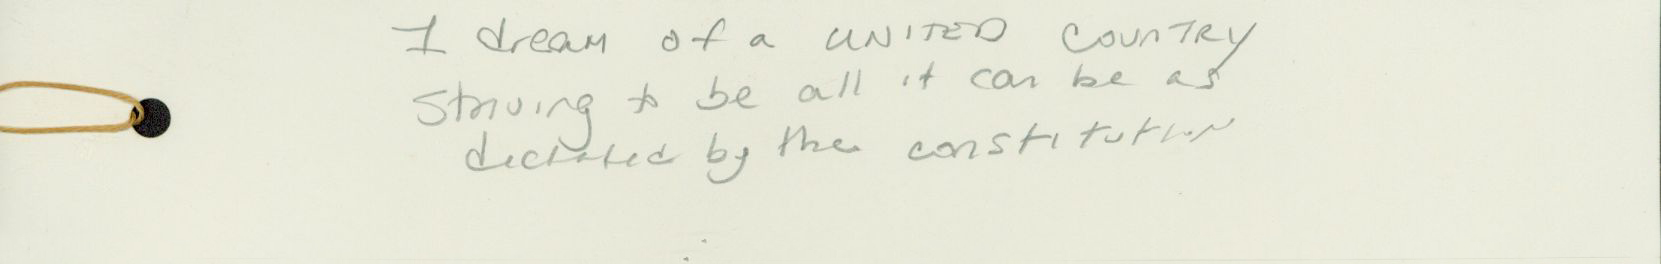 I dream of a UNITED COUNTRY
striving to be all it can be as
dictated by the constitution